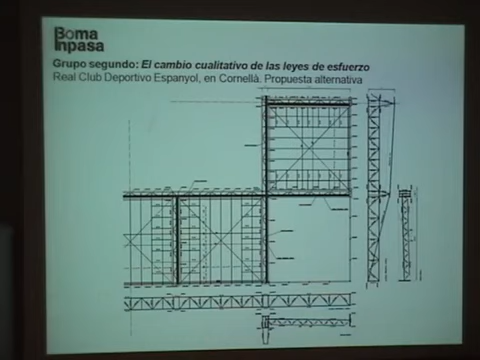 Boma
Inpasa
Grupo segundo: El cambio cualitativo de las leyes de esfuerzo
Real Club Deportivo Espanyol, en Cornellà. Propuesta alternativa